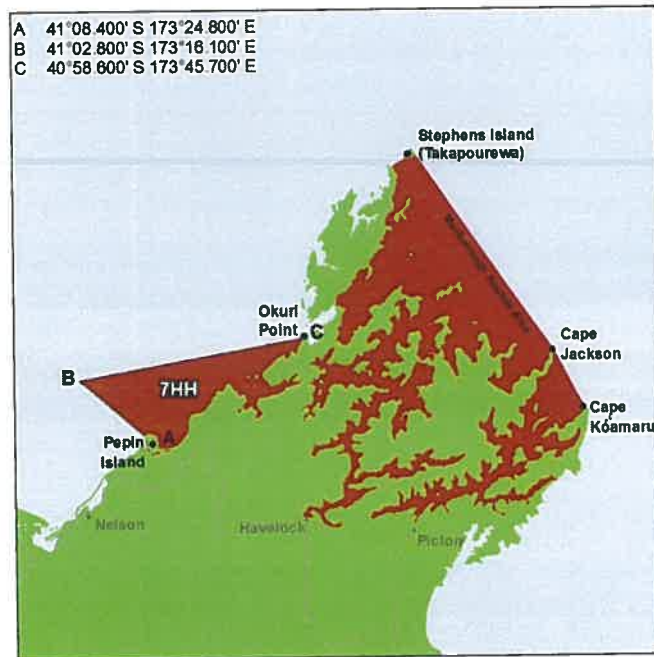 A 41°08.400' S 173°24.800' E
B 41°02.800' S 173°16.100' E
C 40°58.600' S 173°45.700' E
Stephens Island
(Takapourewa)
Okuri
Point
C
Cape
Jackson
B
7HH
Cape
Kóamaru
Pepin
Island
A
Nelson
Havelock
Picton